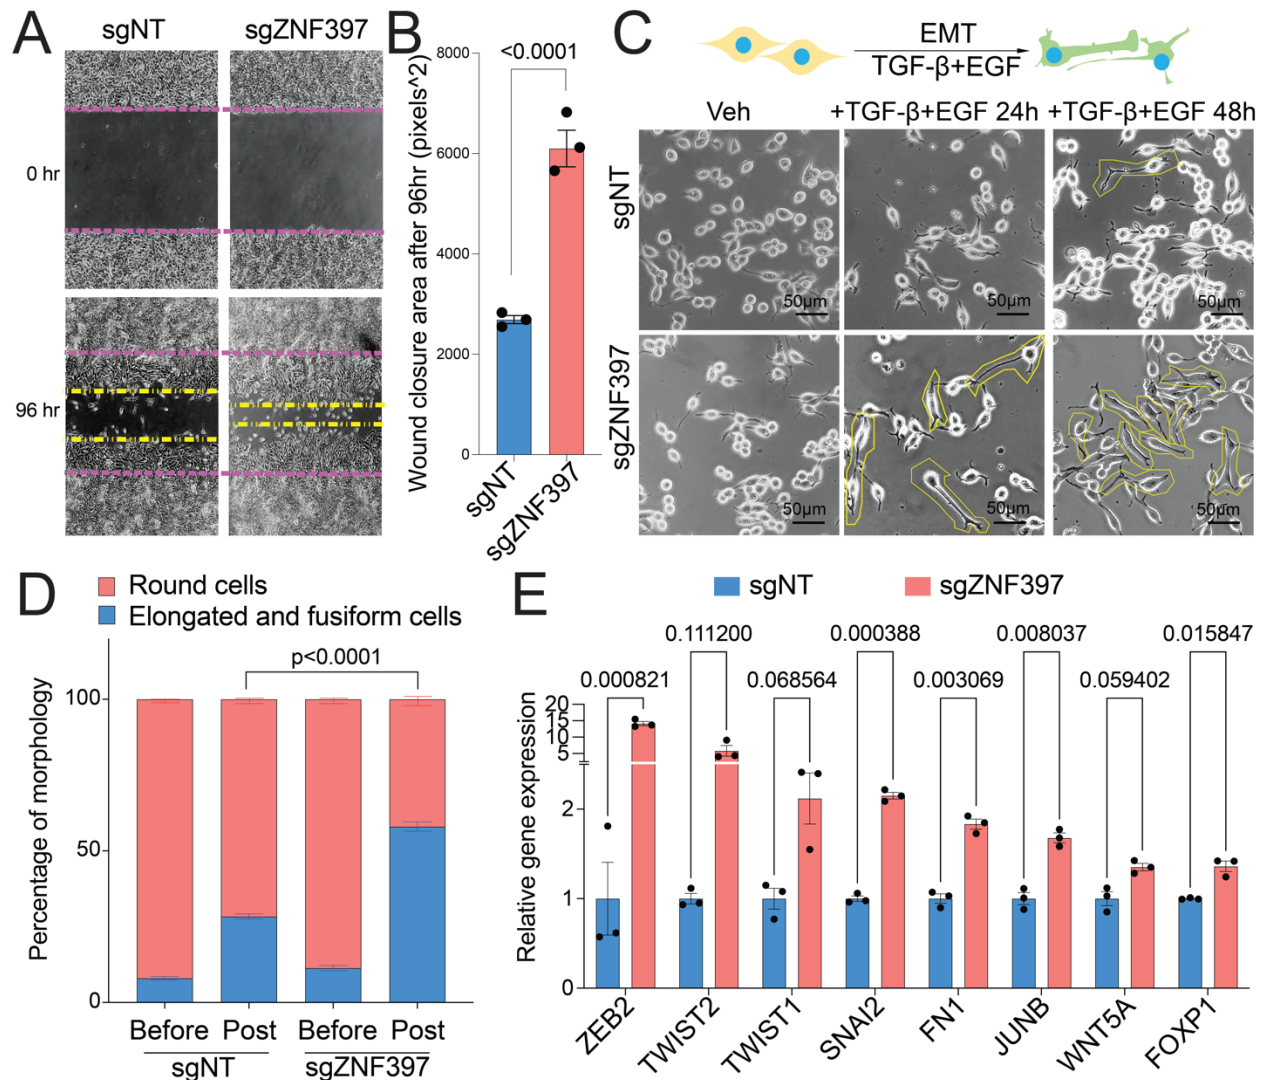 A
sgNT
sgZNF397
0 hr
96 hr
B
Wound closure area after 96hr (pixels^2)
8000
6000
4000
2000
0
<0.0001
sgNT
sgZNF397
C
EMT
TGF-β+EGF
Veh
+TGF-β+EGF 24h
+TGF-β+EGF 48h
sgNT
50µm
50µm
50µm
sgZNF397
50µm
50µm
50µm
D
Round cells
Elongated and fusiform cells
Percentage of morphology
100
50
0
p<0.0001
Before
Post
Before
Post
sgNT
sgZNF397
E
sgNT
sgZNF397
Relative gene expression
20
15
10
5
2
1
0
0.000821
0.111200
0.068564
0.000388
0.003069
0.008037
0.059402
0.015847
ZEB2
TWIST2
TWIST1
SNAI2
FN1
JUNB
WNT5A
FOXP1